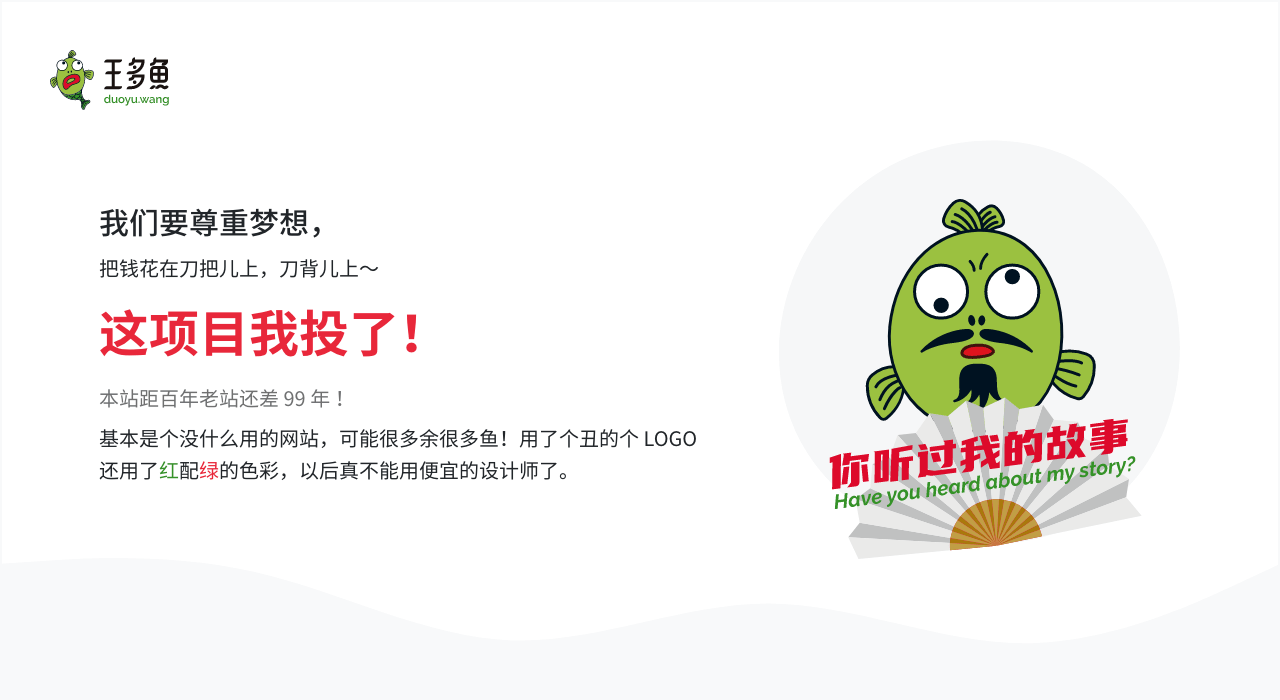 王多魚
duoyu.wang
我们要尊重梦想，
把钱花在刀把儿上，刀背儿上～
这项目我投了！
本站距百年老站还差 99 年！
基本是个没什么用的网站，可能很多余很多鱼！用了个丑的个 LOGO
还用了红配绿的色彩，以后真不能用便宜的设计师了。
你听过我的故事
Have you heard about my story?